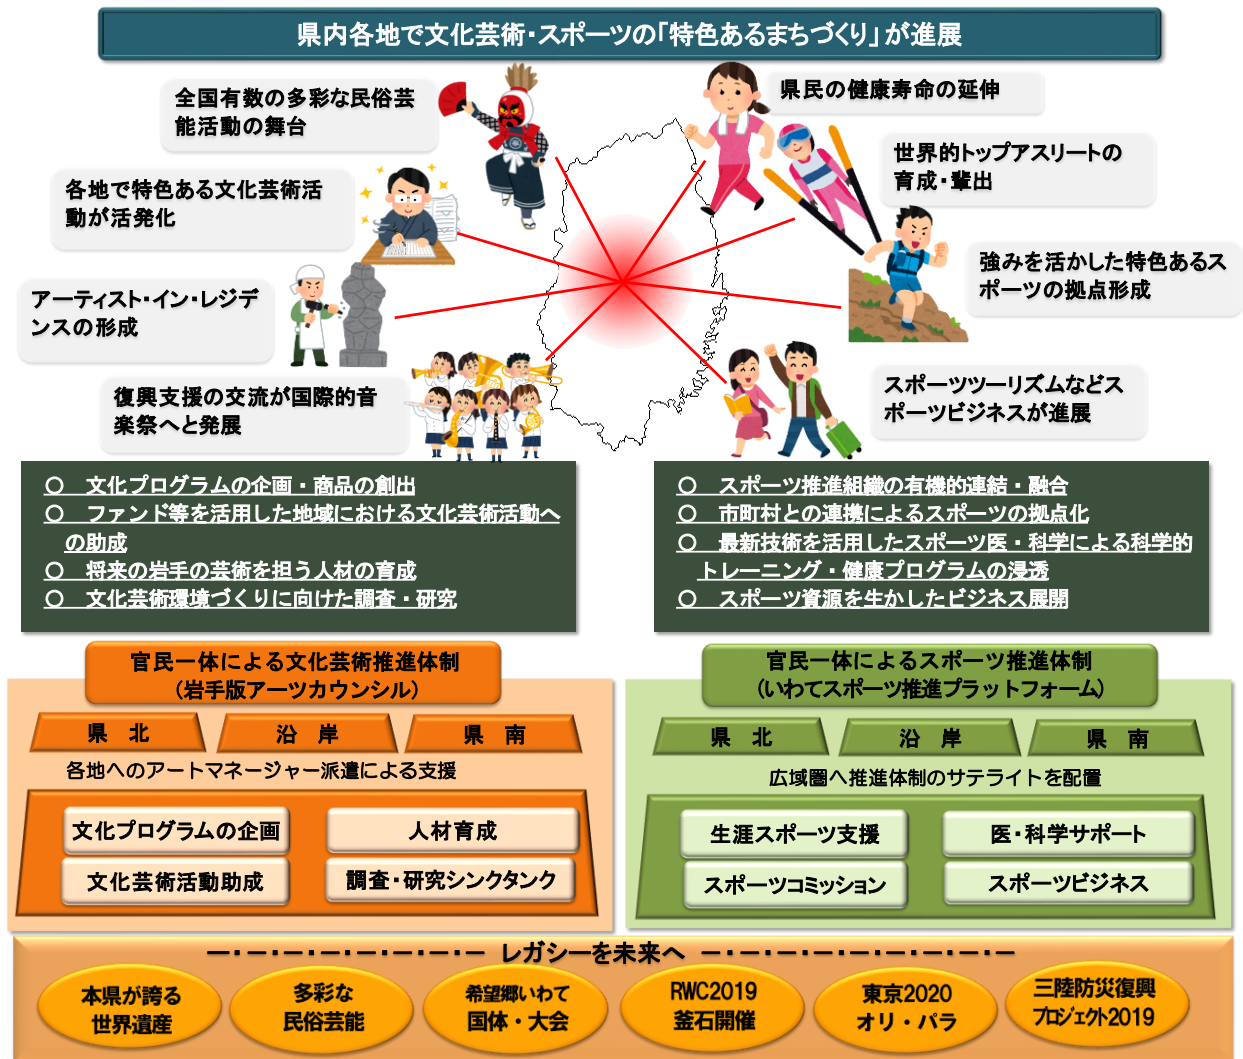 県内各地で文化芸術・スポーツの「特色あるまちづくり」が進展
全国有数の多彩な民俗芸
能活動の舞台
各地で特色ある文化芸術活
動が活発化
アーティスト・イン・レジデ
ンスの形成
復興支援の交流が国際的音
楽祭へと発展
県民の健康寿命の延伸
世界的トップアスリートの
育成・輩出
強みを活かした特色あるス
ポーツの拠点形成
スポーツツーリズムなどス
ポーツビジネスが進展
○　文化プログラムの企画・商品の創出
○　ファンド等を活用した地域における文化芸術活動へ
の助成
○　将来の岩手の芸術を担う人材の育成
○　文化芸術環境づくりに向けた調査・研究
○　スポーツ推進組織の有機的連結・融合
○　市町村との連携によるスポーツの拠点化
○　最新技術を活用したスポーツ医・科学による科学的
トレーニング・健康プログラムの浸透
○　スポーツ資源を生かしたビジネス展開
官民一体による文化芸術推進体制
（岩手版アーツカウンシル）
県　北
沿　岸
県　南
各地へのアートマネージャー派遣による支援
文化プログラムの企画
人材育成
文化芸術活動助成
調査・研究シンクタンク
官民一体によるスポーツ推進体制
（いわてスポーツ推進プラットフォーム）
県　北
沿　岸
県　南
広域圏へ推進体制のサテライトを配置
生涯スポーツ支援
医・科学サポート
スポーツコミッション
スポーツビジネス
ー・ー・ー・ー・ー・ー・ー レガシーを未来へ ー・ー・ー・ー・ー・ー・ー・ー
本県が誇る
世界遺産
多彩な
民俗芸能
希望郷いわて
国体・大会
RWC2019
釜石開催
東京2020
オリ・パラ
三陸防災復興
プロジェクト2019